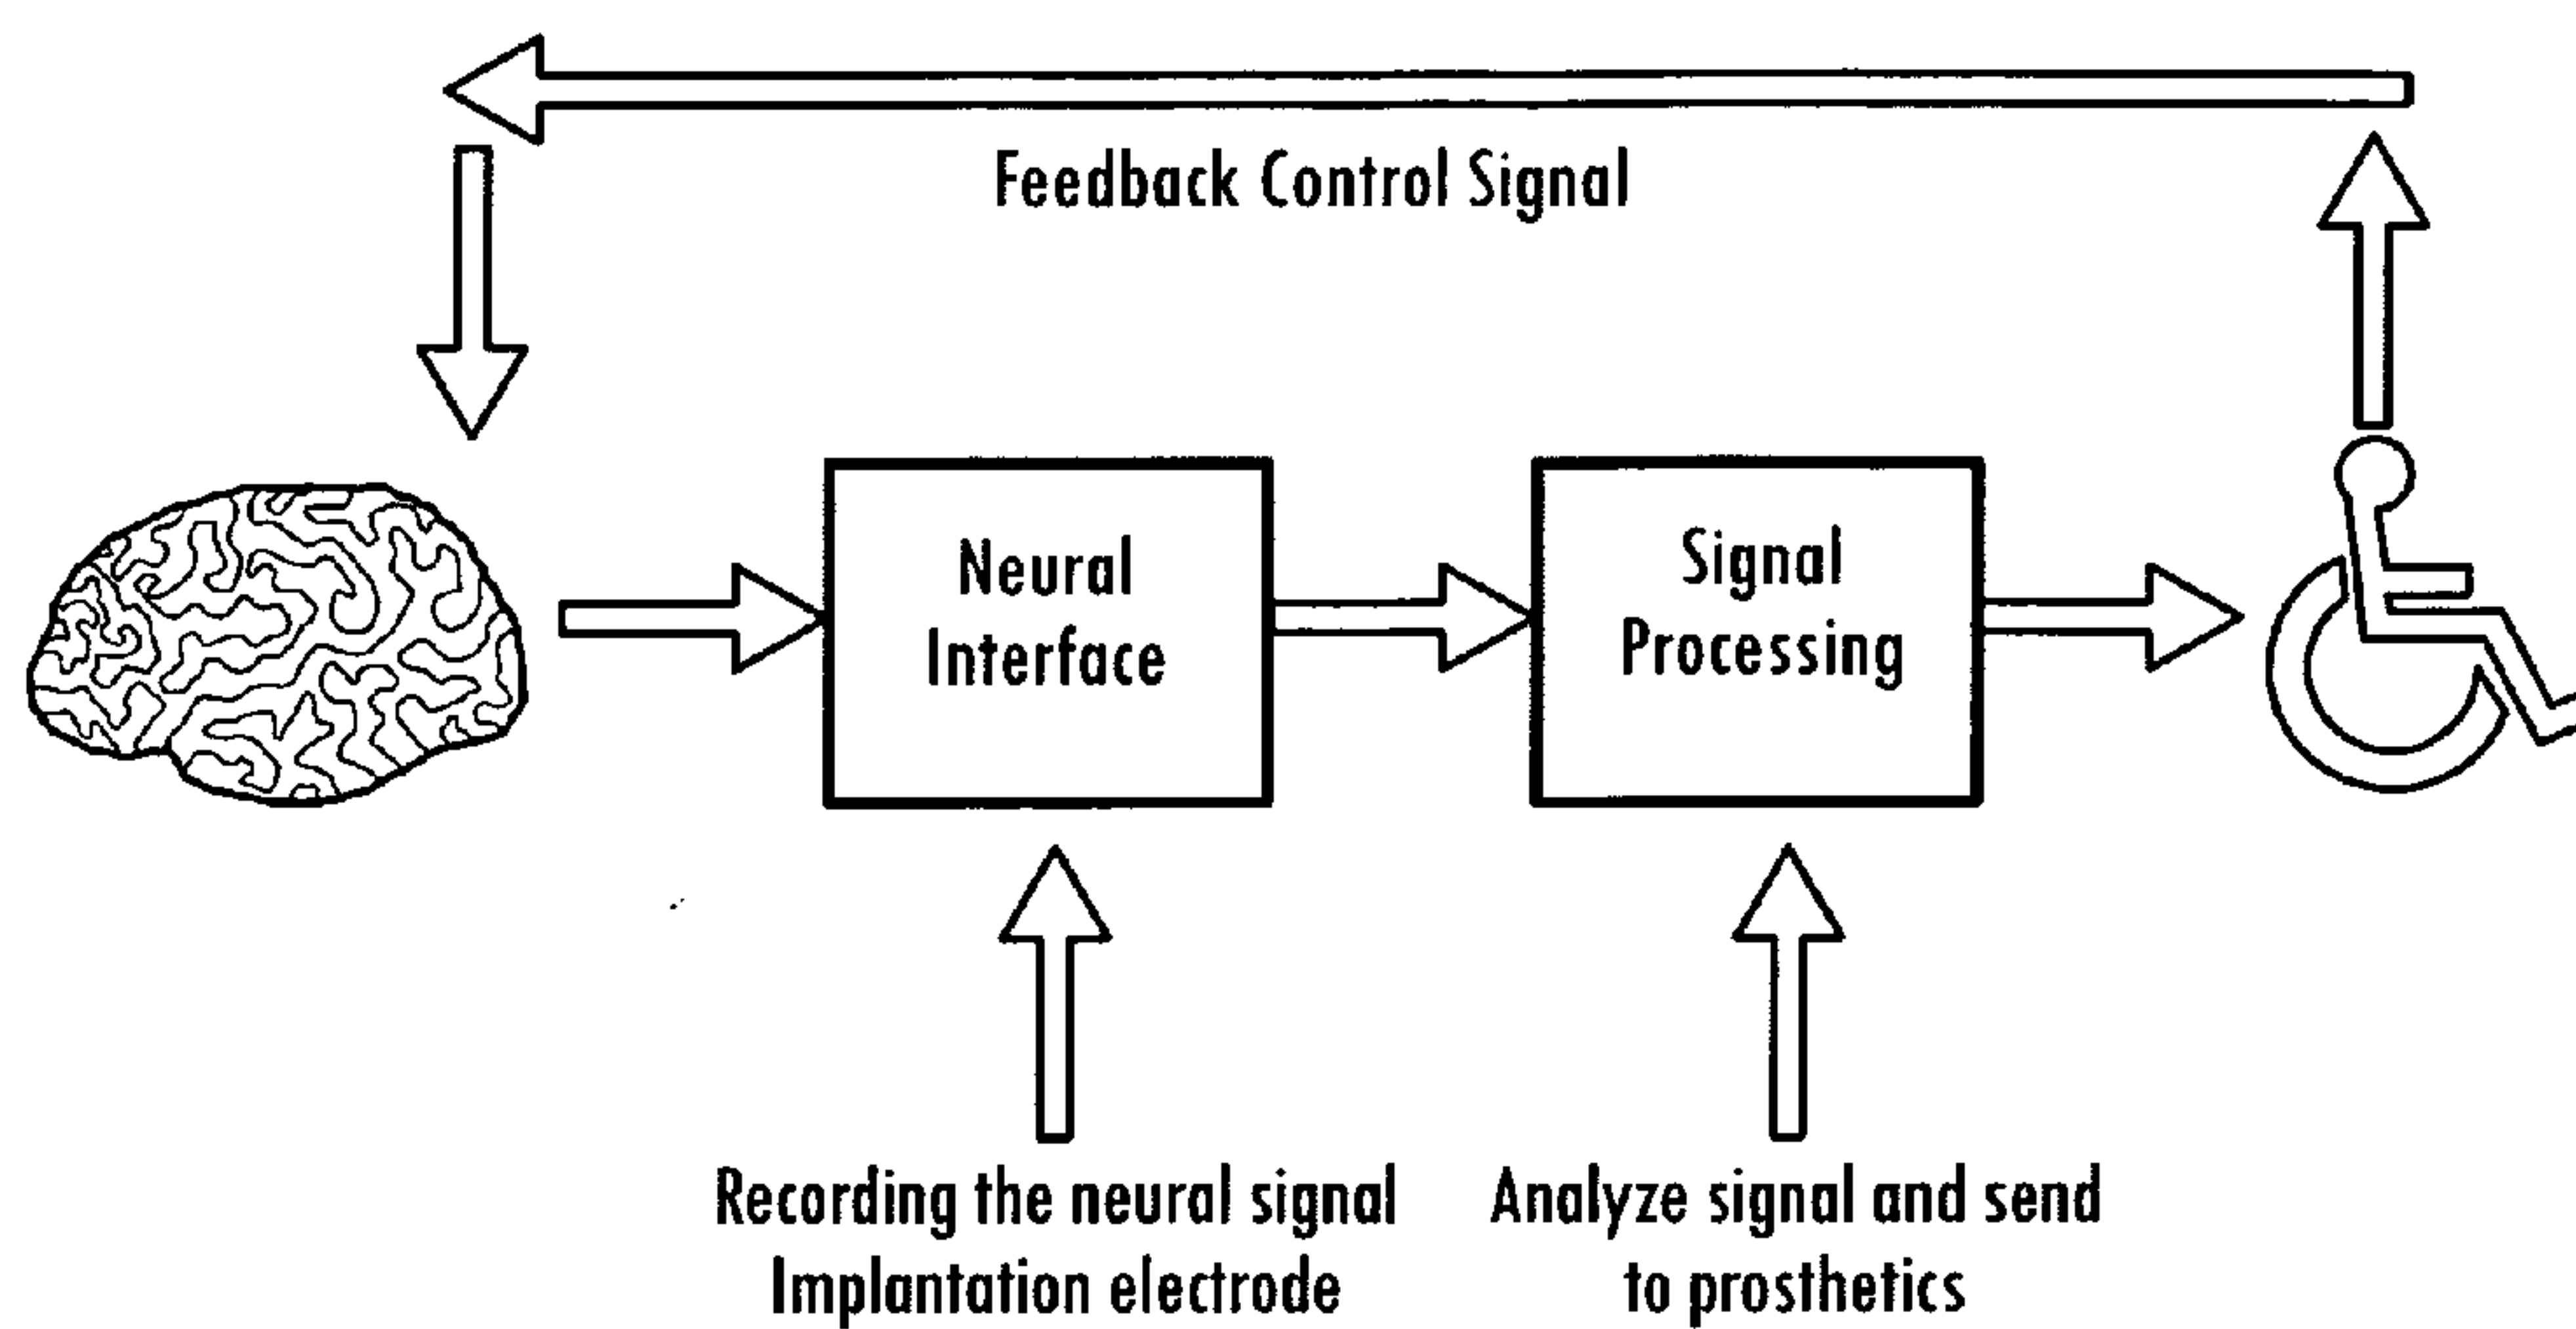 Feedback Control Signal
Neural
Interface
Signal
Processing
Recording the neural signal
Implantation electrode
Analyze signal and send
to prosthetics